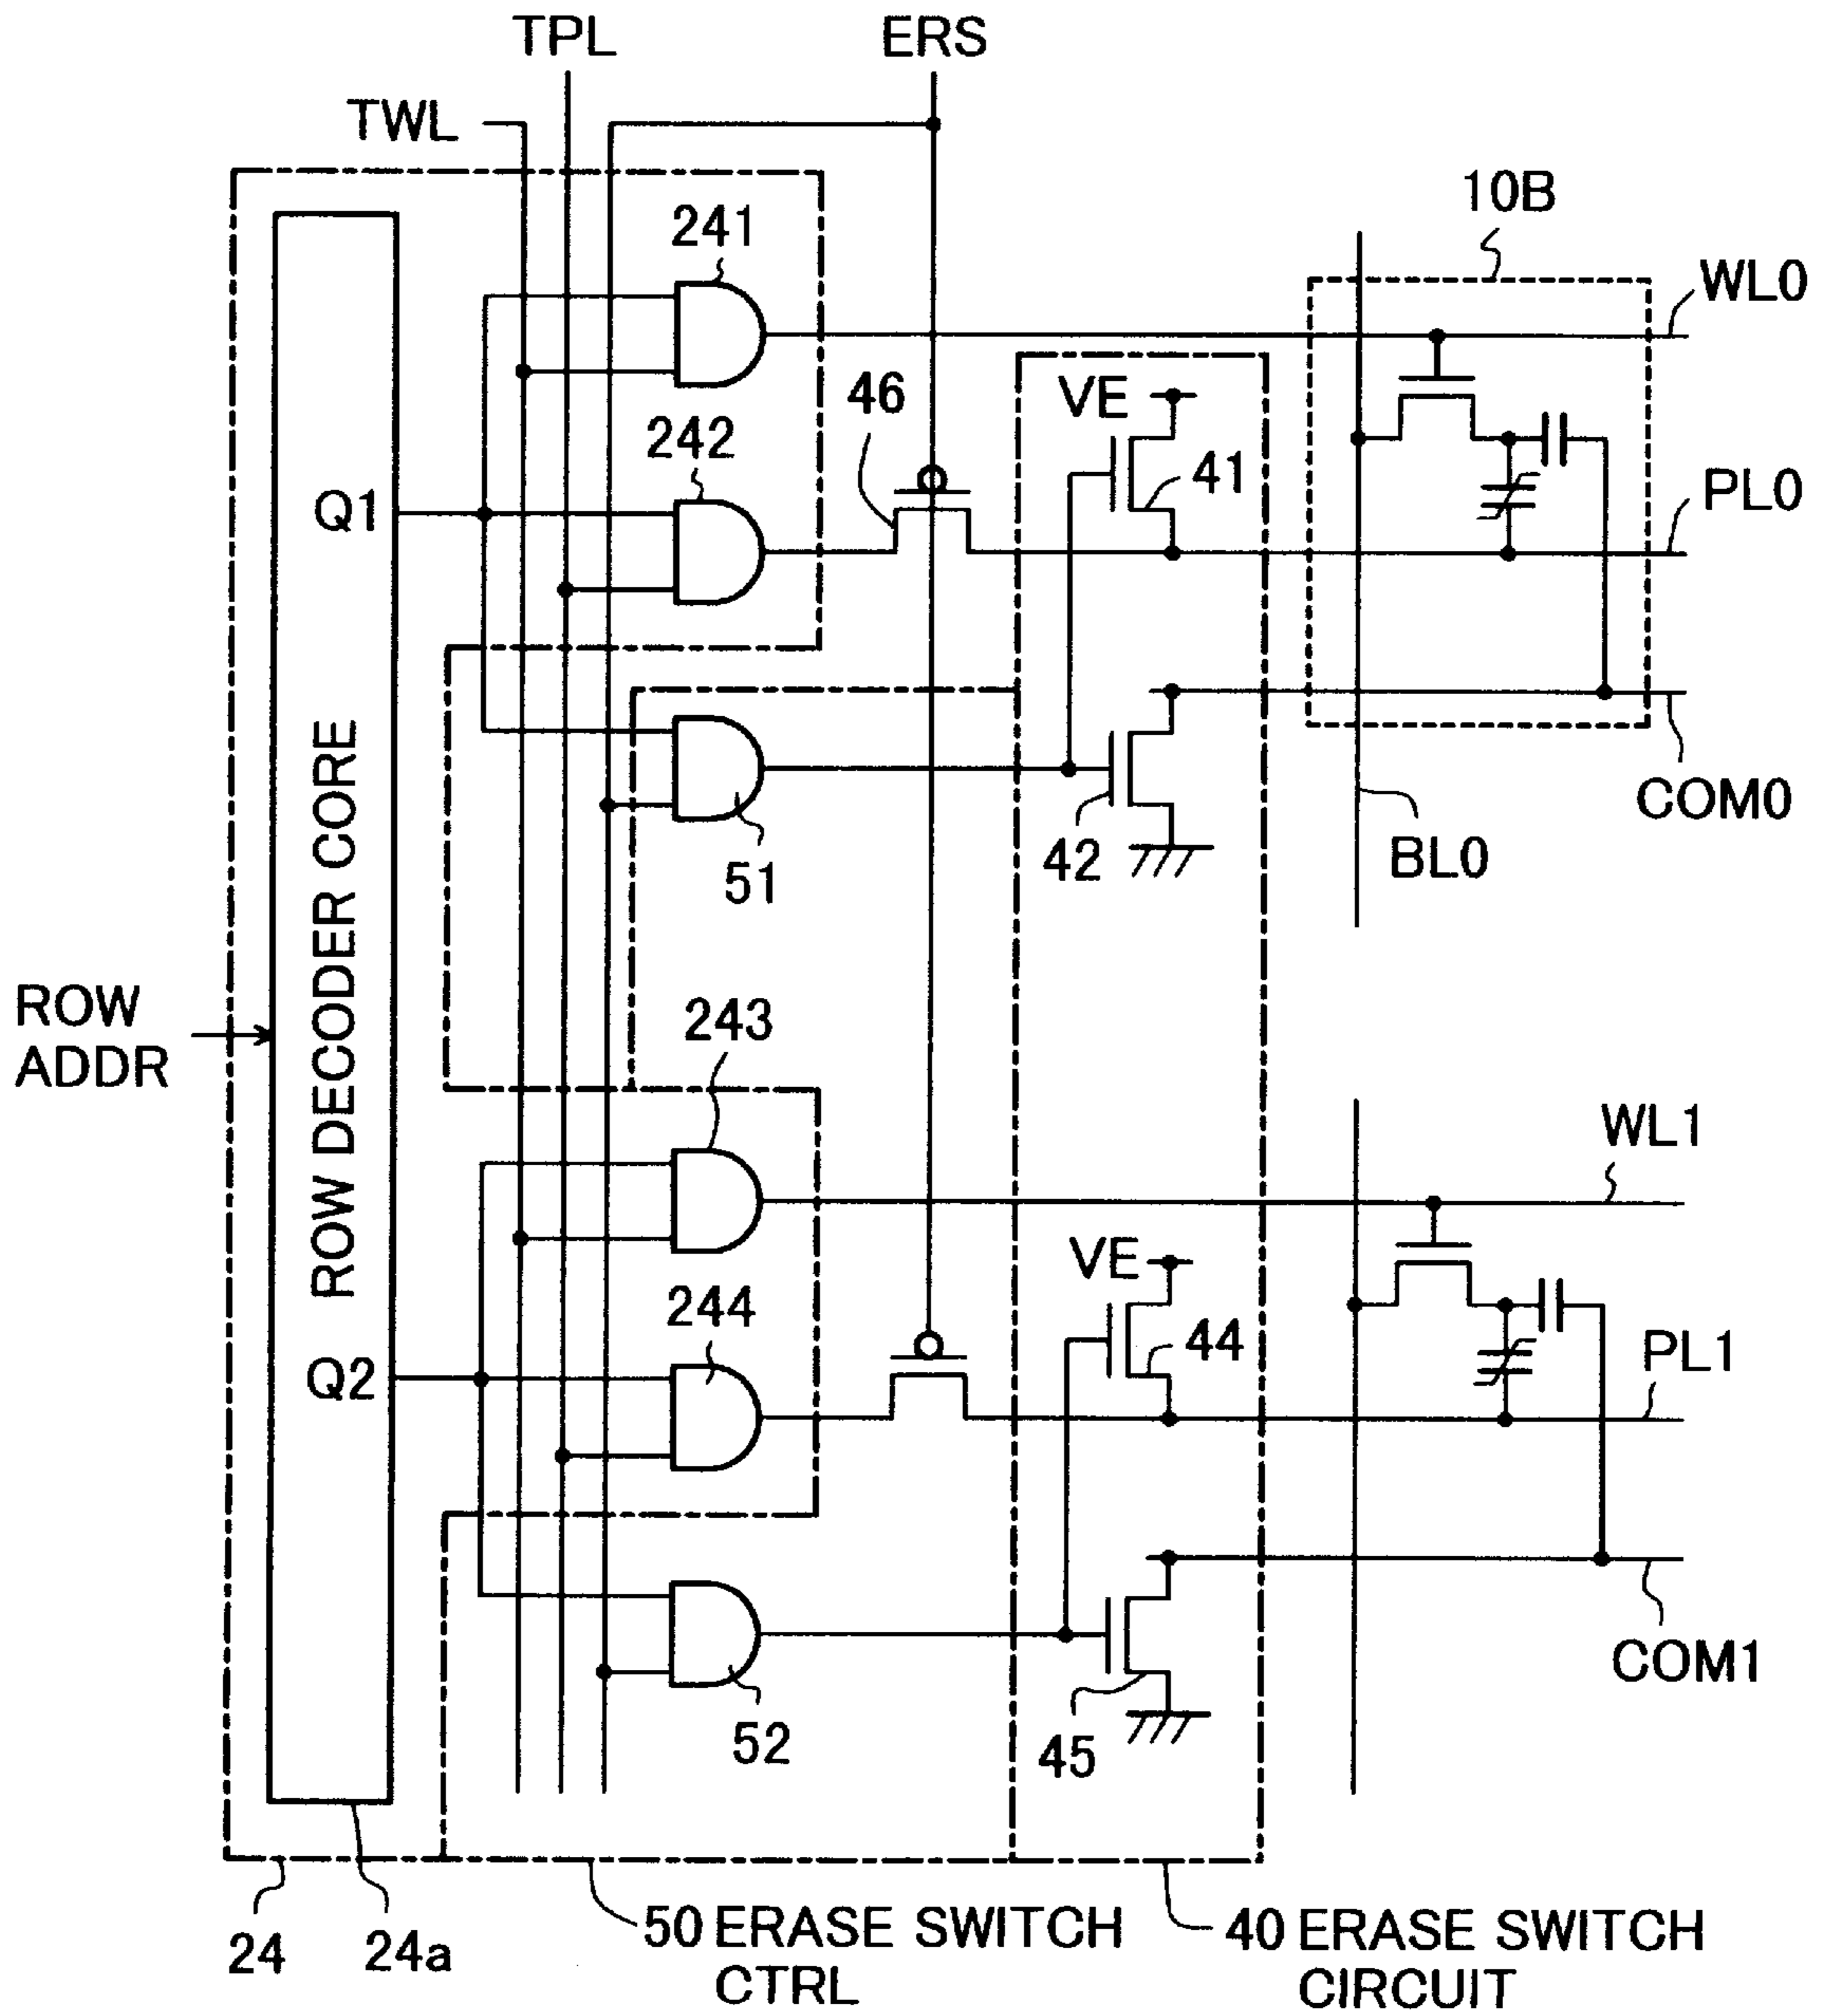 TPL
ERS
TWL
241
10B
WL0
242
46
VE
41
PL0
Q1
ROW DECODER CORE
51
42
COM0
BL0
ROW
ADDR
243
WL1
244
VE
44
PL1
Q2
52
45
COM1
24
24a
50 ERASE SWITCH
CTRL
40 ERASE SWITCH
CIRCUIT